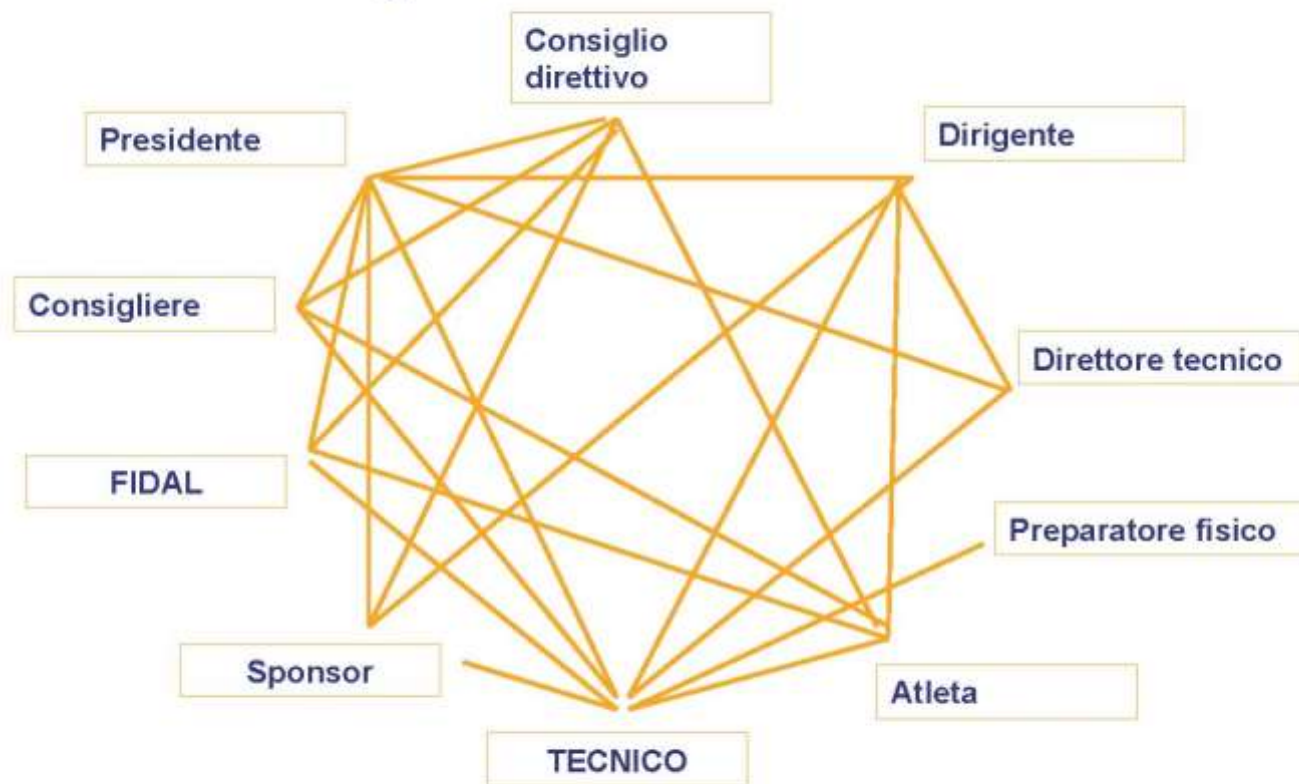 Consiglio
direttivo
Presidente
Dirigente
Consigliere
Direttore tecnico
FIDAL
Preparatore fisico
Sponsor
Atleta
TECNICO